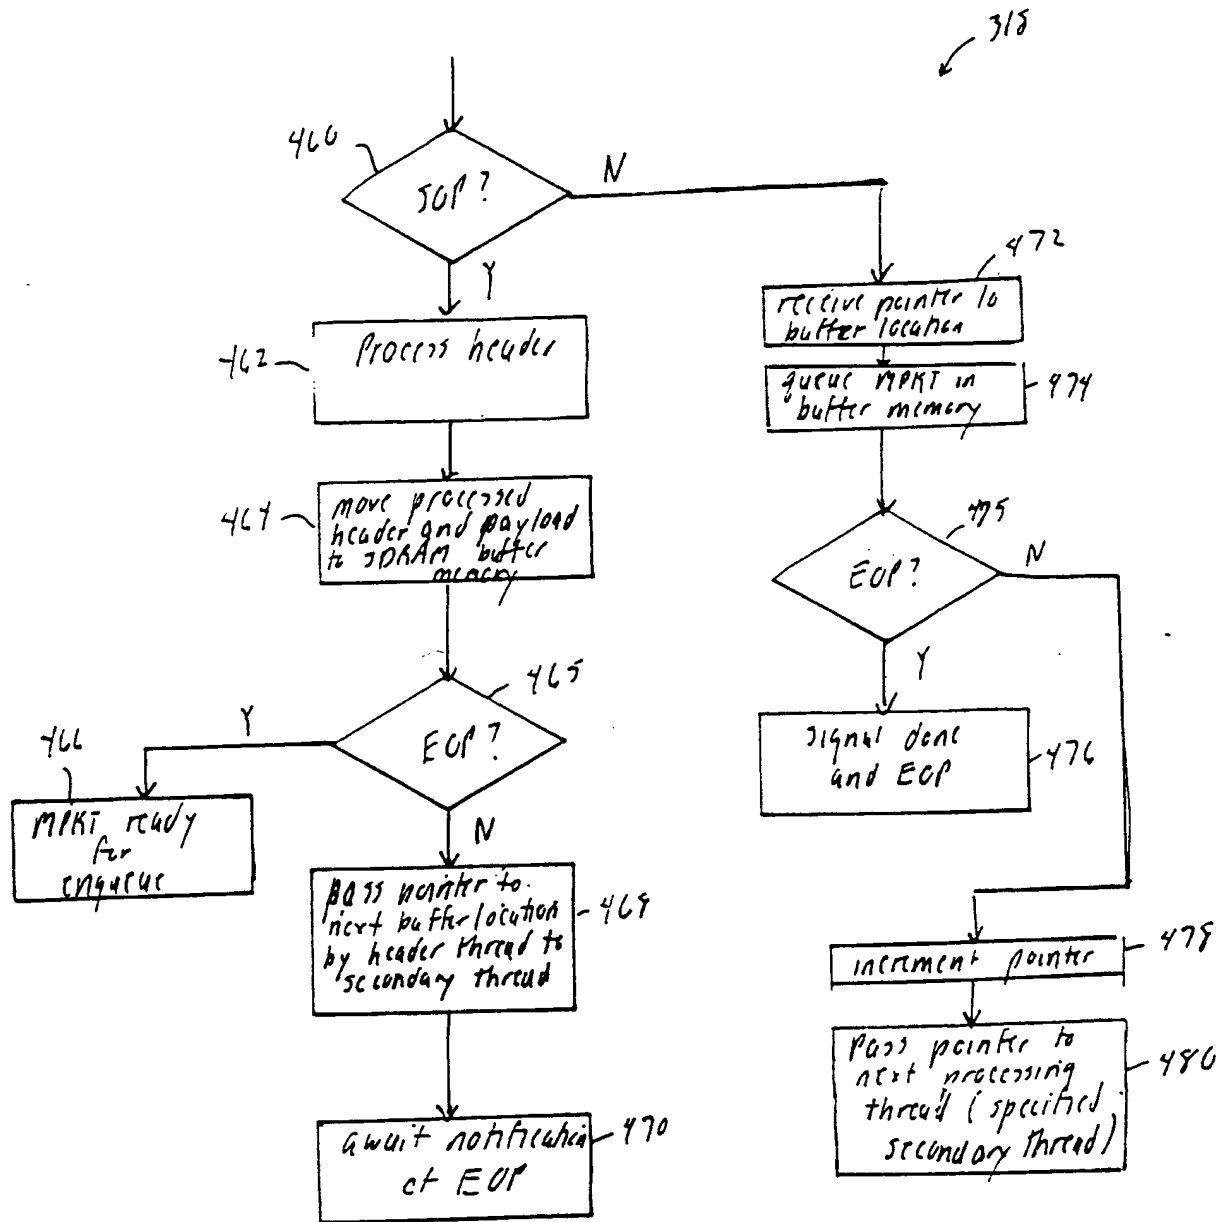 318
460
SOP?
N
Y
462
Process header
464
move processed
header and payload
to SDRAM buffer
memory
465
EOP?
Y
466
MPKT ready
for
enqueue
N
pass pointer to
next buffer location
by header thread to
secondary thread
469
await notification
of EOP
470
472
receive pointer to
buffer location
queue MPKT in
buffer memory
474
475
EOP?
N
Y
signal done
and EOP
476
478
increment pointer
Pass pointer to
next processing
thread (specified
secondary thread)
480